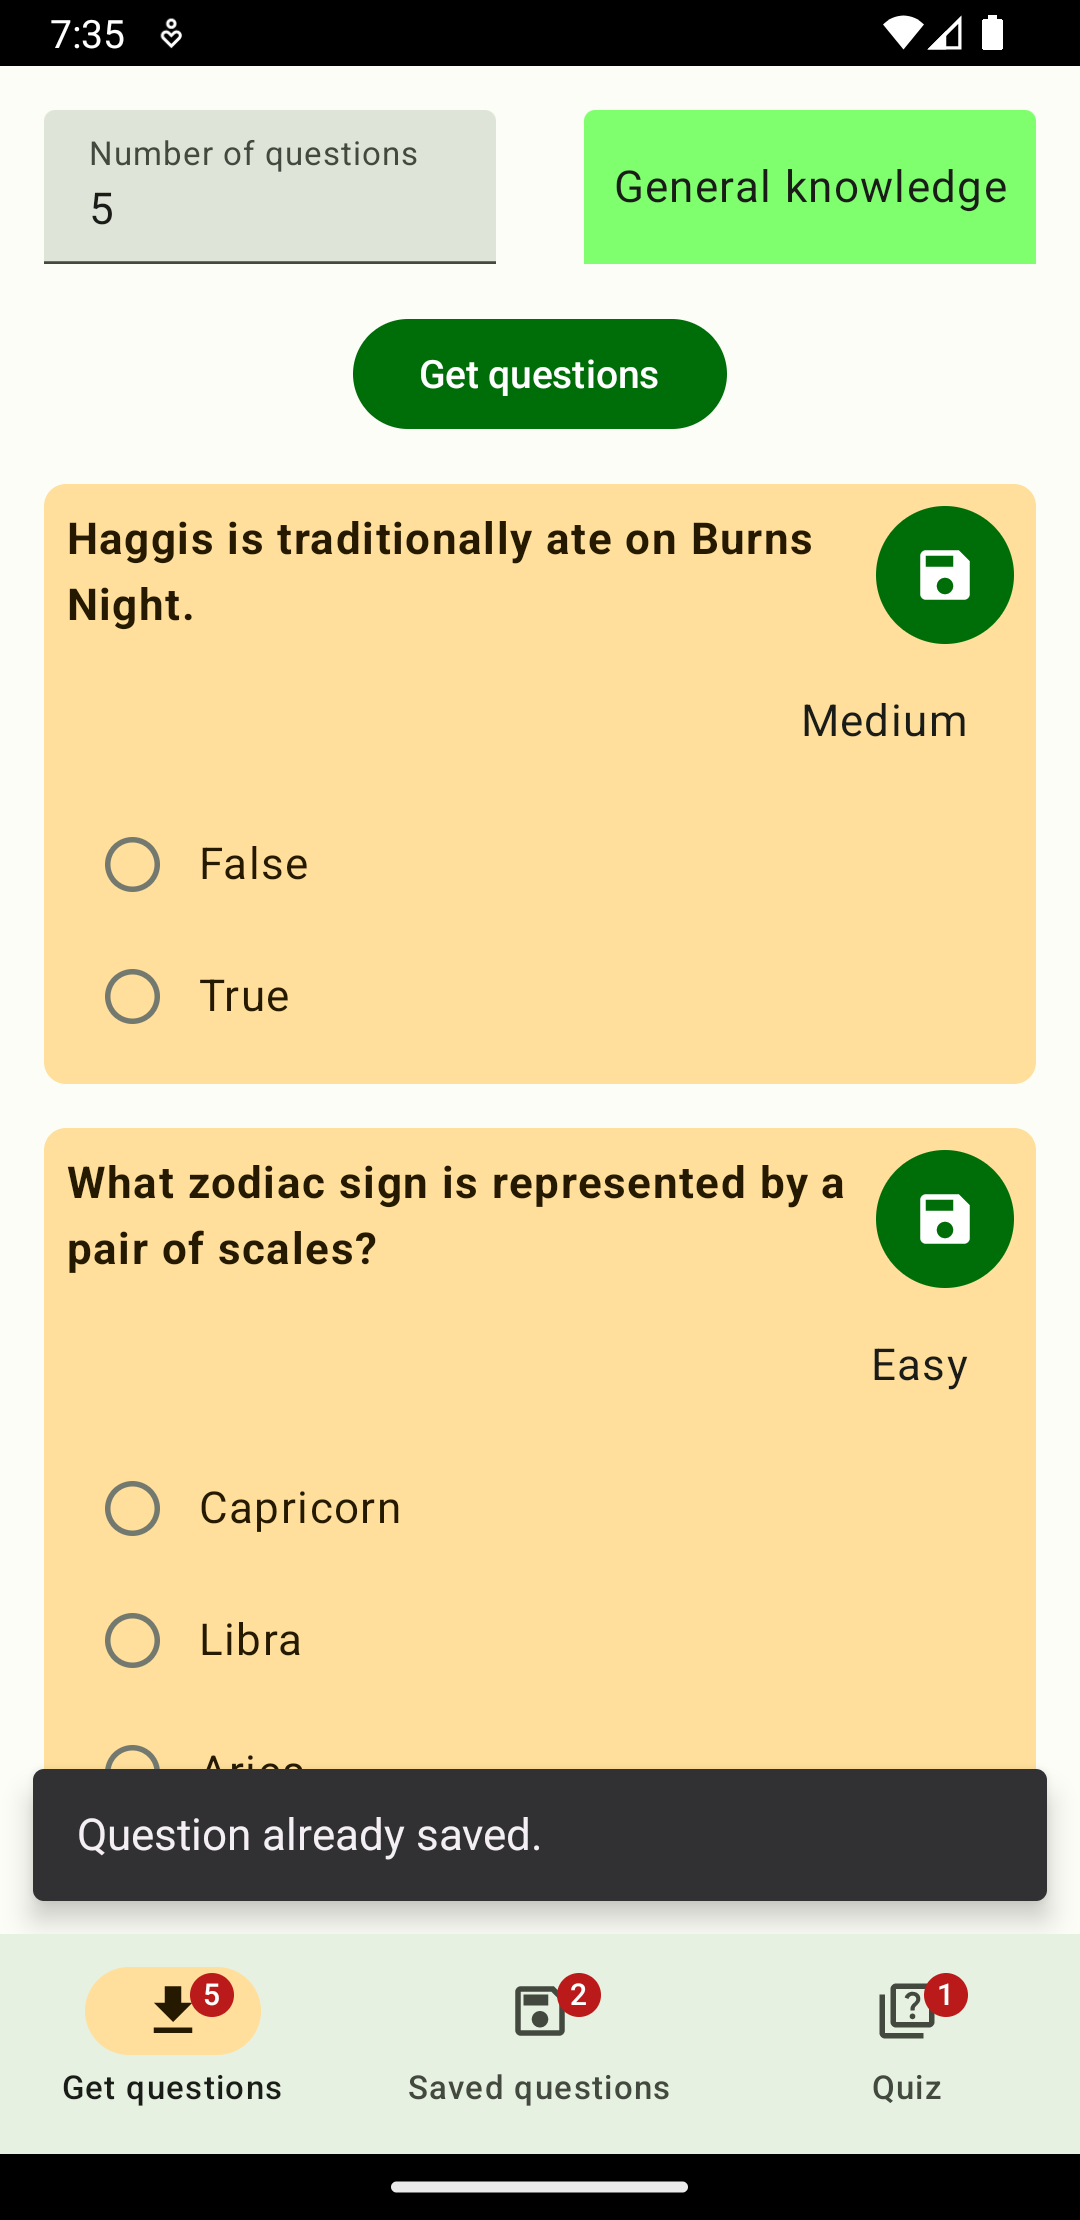 7:35
Number of questions
5
General knowledge
Get questions
Haggis is traditionally ate on Burns
Night.
Medium
False
True
What zodiac sign is represented by a
pair of scales?
Easy
Capricorn
Libra
Aries
Question already saved.
5
2
1
Get questions
Saved questions
Quiz